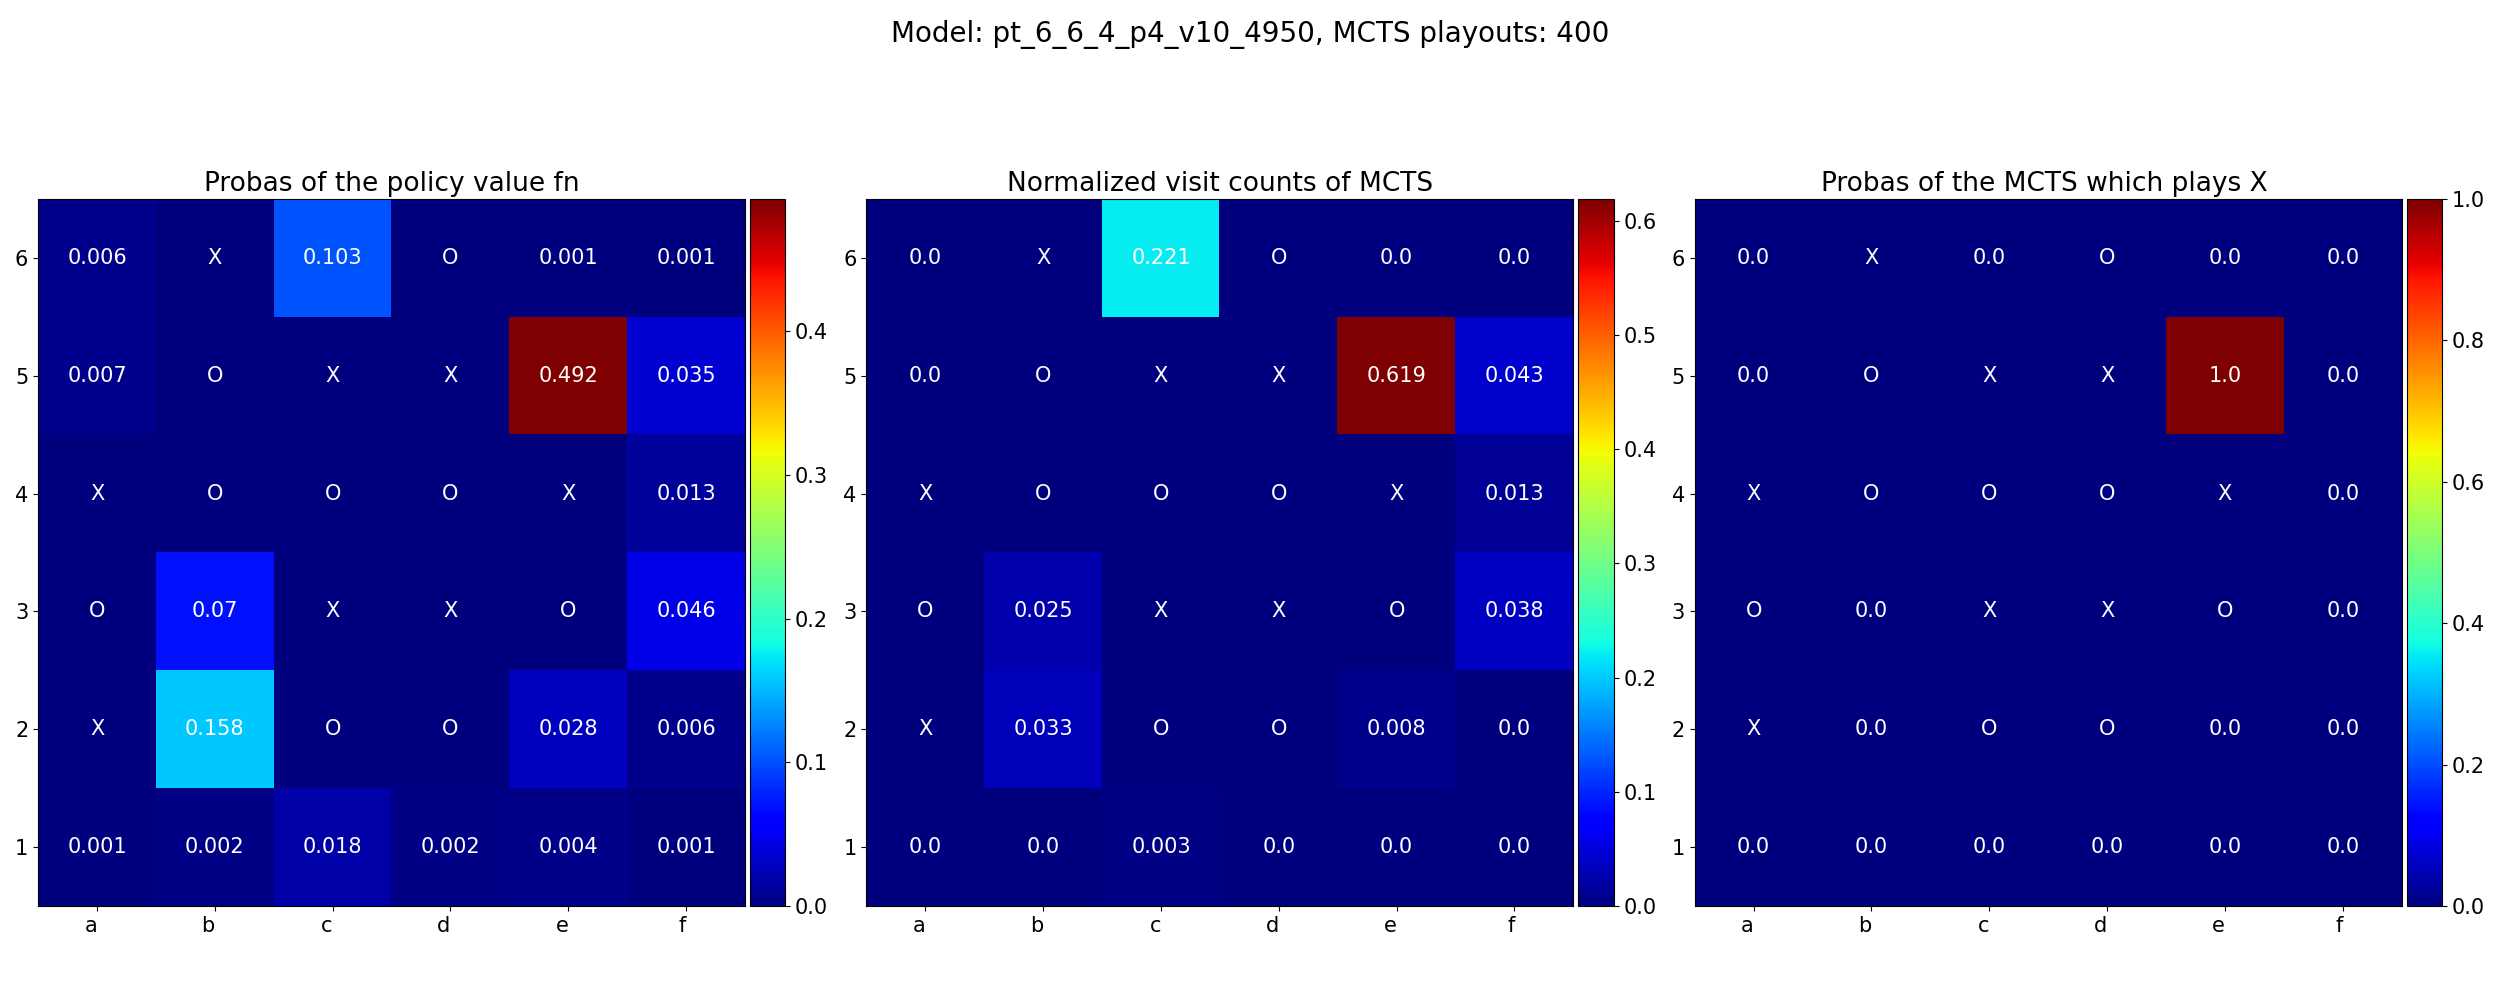 Model: pt_6_6_4_p4_v10_4950, MCTS playouts: 400
Probas of the policy value fn
6 0.006 X 0.103 O 0.001 0.001
5 0.007 O X X 0.492 0.035
4 X O O O X 0.013
3 O 0.07 X X O 0.046
2 X 0.158 O O 0.028 0.006
1 0.001 0.002 0.018 0.002 0.004 0.001
a b c d e f
0.4
0.3
0.2
0.1
0.0
Normalized visit counts of MCTS
6 0.0 X 0.221 O 0.0 0.0
5 0.0 O X X 0.619 0.043
4 X O O O X 0.013
3 O 0.025 X X O 0.038
2 X 0.033 O O 0.008 0.0
1 0.0 0.0 0.003 0.0 0.0 0.0
a b c d e f
0.6
0.5
0.4
0.3
0.2
0.1
0.0
Probas of the MCTS which plays X
6 0.0 X 0.0 O 0.0 0.0
5 0.0 O X X 1.0 0.0
4 X O O O X 0.0
3 O 0.0 X X O 0.0
2 X 0.0 O O 0.0 0.0
1 0.0 0.0 0.0 0.0 0.0 0.0
a b c d e f
1.0
0.8
0.6
0.4
0.2
0.0